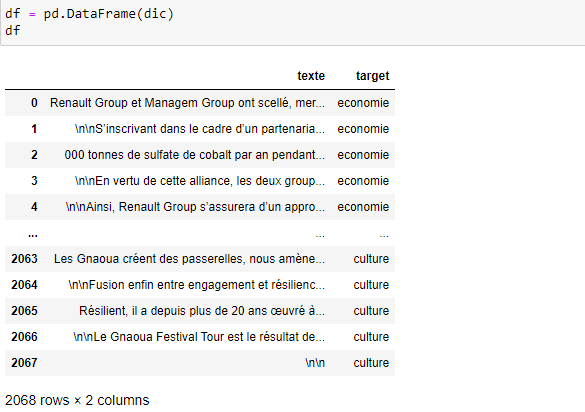 df = pd.DataFrame(dic)
df
texte target
0 Renault Group et Managem Group ont scellé, mer... economie
1 \n\nS’inscrivant dans le cadre d’un partenaria... economie
2 000 tonnes de sulfate de cobalt par an pendant... economie
3 \n\nEn vertu de cette alliance, les deux group... economie
4 \n\nAinsi, Renault Group s’assurera d’un appro... economie
... ... ...
2063 Les Gnaoua créent des passerelles, nous amène... culture
2064 \n\nFusion enfin entre engagement et résilienc... culture
2065 Résilient, il a depuis plus de 20 ans œuvré à... culture
2066 \n\nLe Gnaoua Festival Tour est le résultat de... culture
2067 \n\n culture
2068 rows × 2 columns